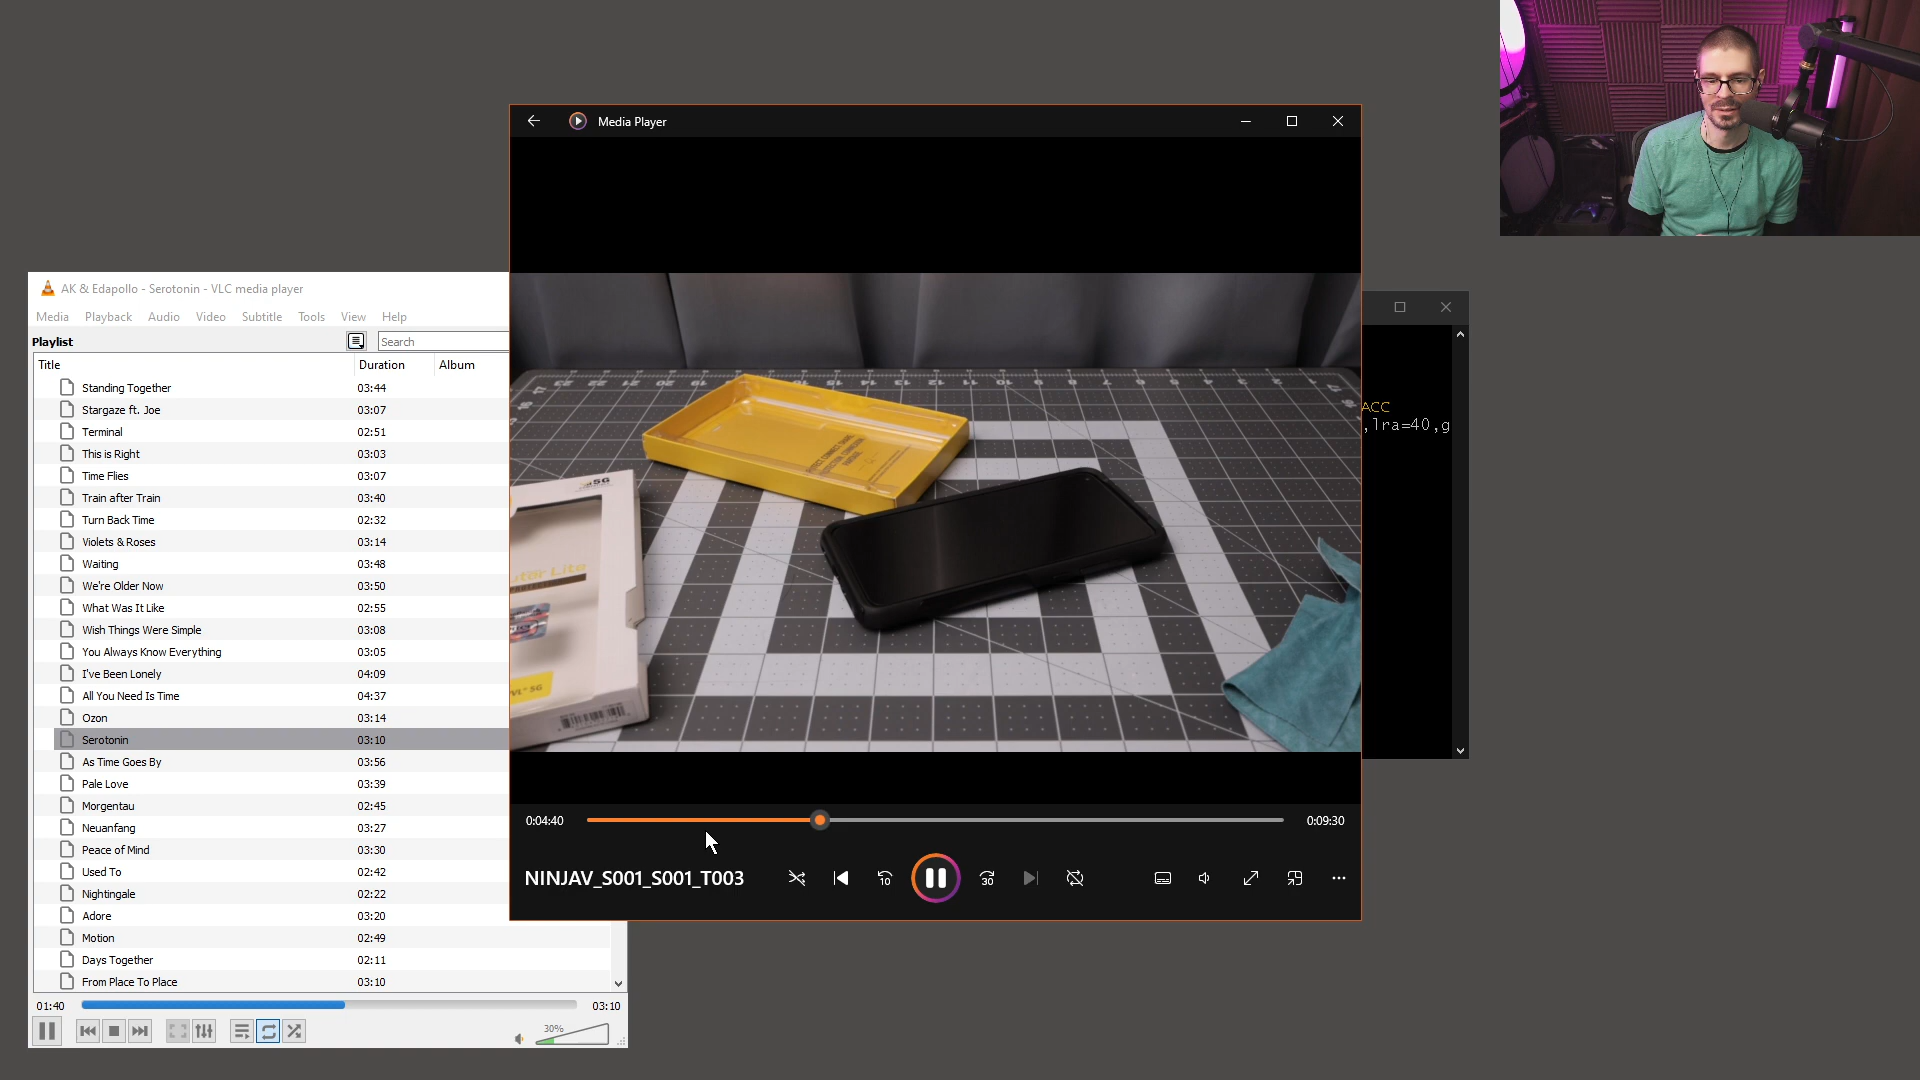 Media Player
AK & Edapollo - Serotonin - VLC media player
Media Playback Audio Video Subtitle Tools View Help
Playlist
Search
Title Duration Album
Standing Together 03:44
Stargaze ft. Joe 03:07
Terminal 02:51
This is Right 03:03
Time Flies 03:07
Train after Train 03:40
Turn Back Time 02:32
Violets & Roses 03:14
Waiting 03:48
We're Older Now 03:50
What Was It Like 02:55
Wish Things Were Simple 03:08
You Always Know Everything 03:05
I've Been Lonely 04:09
All You Need Is Time 04:37
Ozon 03:14
Serotonin 03:10
As Time Goes By 03:56
Pale Love 03:39
Morgentau 02:45
Neuanfang 03:27
Peace of Mind 03:30
Used To 02:42
Nightingale 02:22
Adore 03:20
Motion 02:49
Days Together 02:11
From Place To Place 03:10
01:40 03:10
30%
5G
Lite
0:04:40 0:09:30
NINJAV_S001_S001_T003
10
30
ACC
,lra=40,g